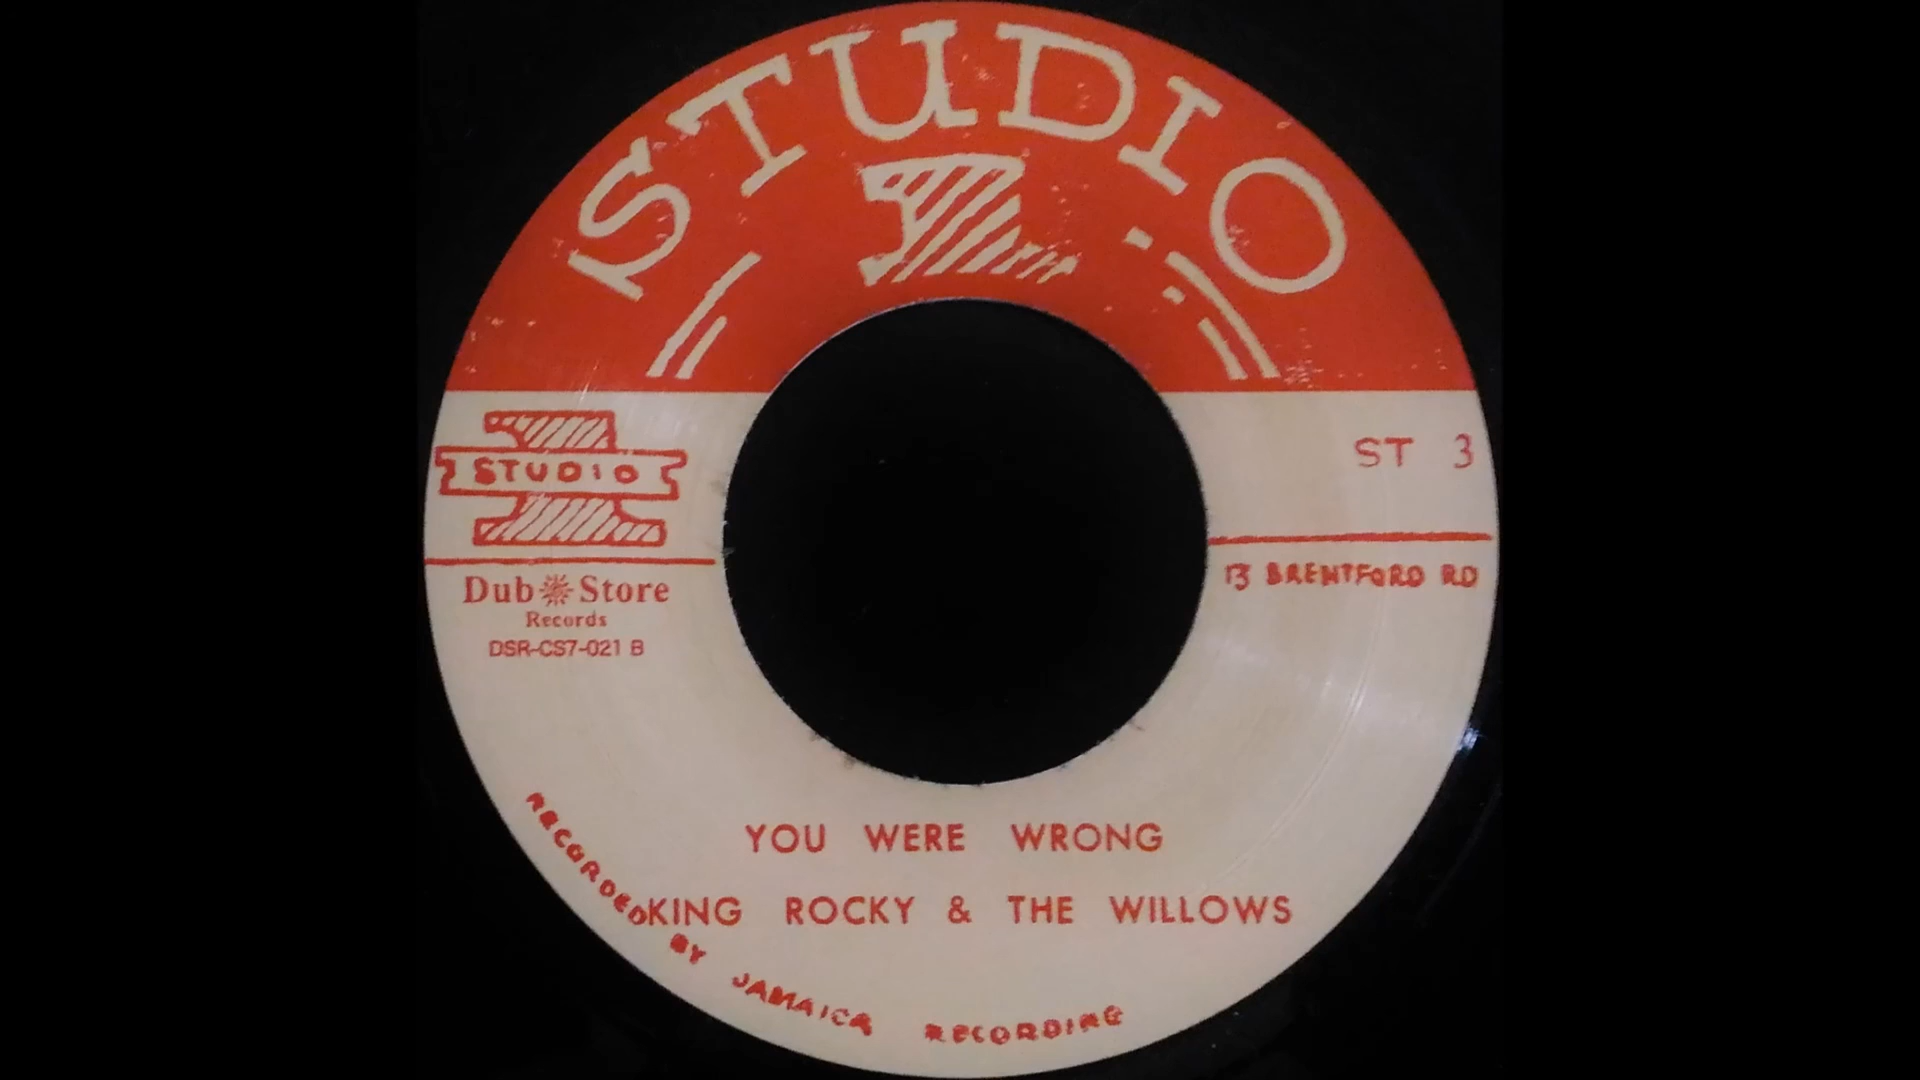 STUDIO
1
STUDIO
ST 3
13 BRENTFORD RD
Dub Store
Records
DSR-CS7-021 B
YOU WERE WRONG
KING ROCKY & THE WILLOWS
RECORDED BY JAMAICA RECORDING